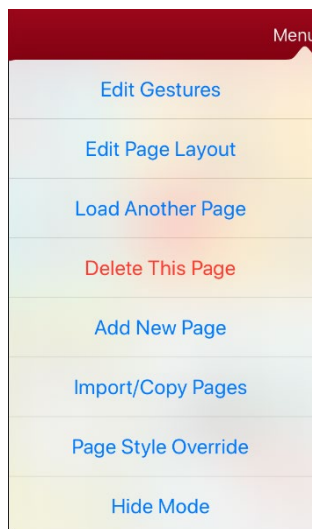 Menu
Edit Gestures
Edit Page Layout
Load Another Page
Delete This Page
Add New Page
Import/Copy Pages
Page Style Override
Hide Mode